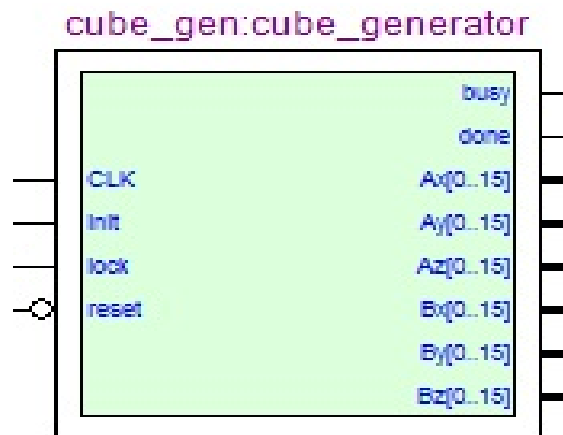 cube_gen:cube_generator
busy
done
CLK
Ax[0..15]
init
Ay[0..15]
lock
Az[0..15]
reset
Bx[0..15]
By[0..15]
Bz[0..15]